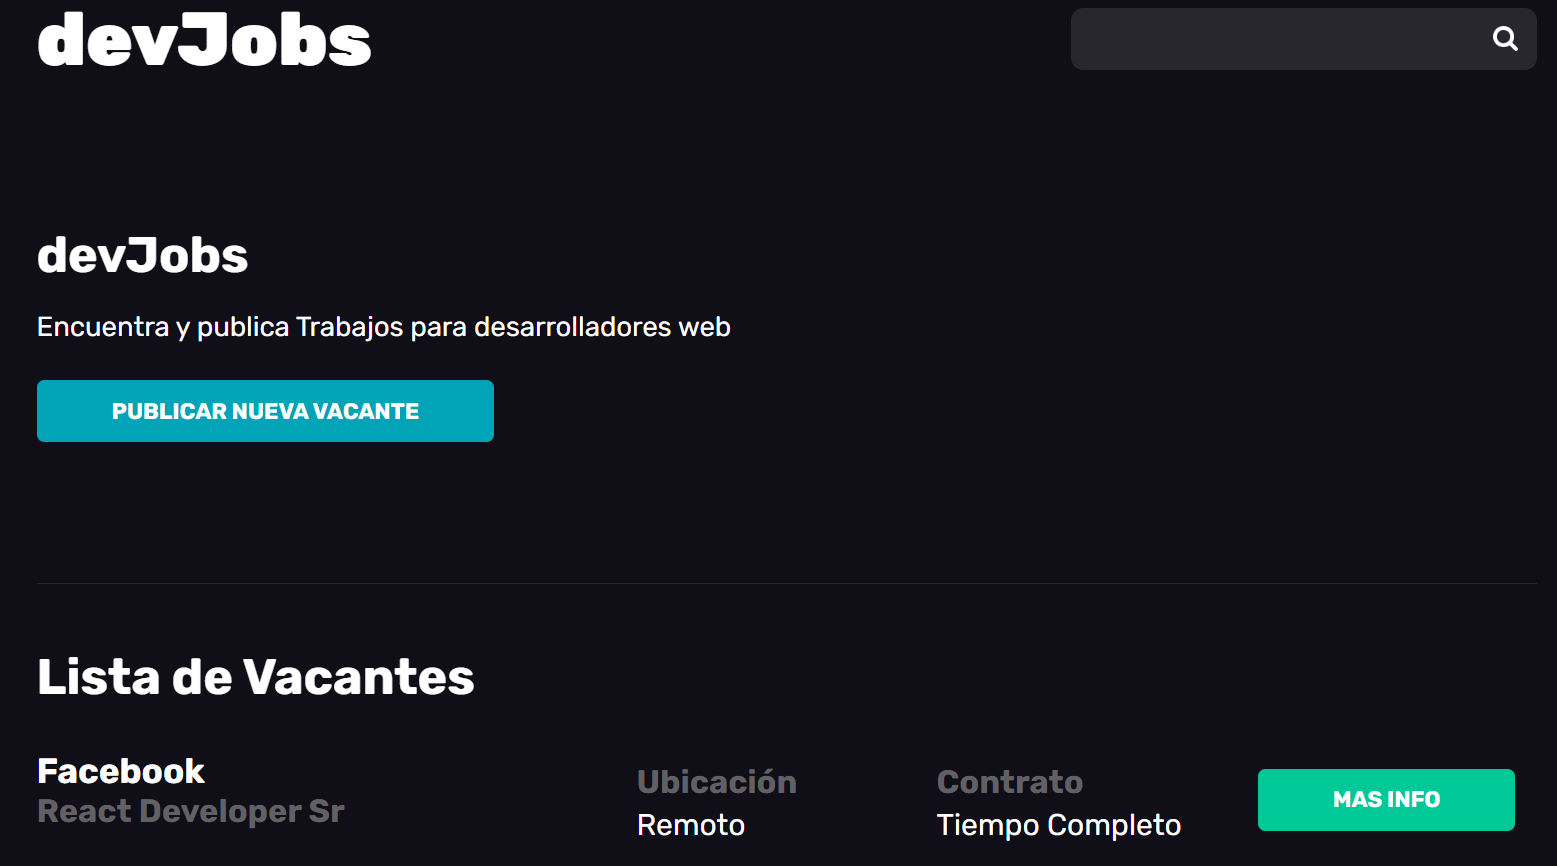 devJobs
devJobs
Encuentra y publica Trabajos para desarrolladores web
PUBLICAR NUEVA VACANTE
Lista de Vacantes
Facebook
React Developer Sr
Ubicación
Remoto
Contrato
Tiempo Completo
MAS INFO